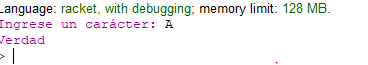 Language: racket, with debugging; memory limit: 128 MB.
Ingrese un carácter: A
Verdad
>